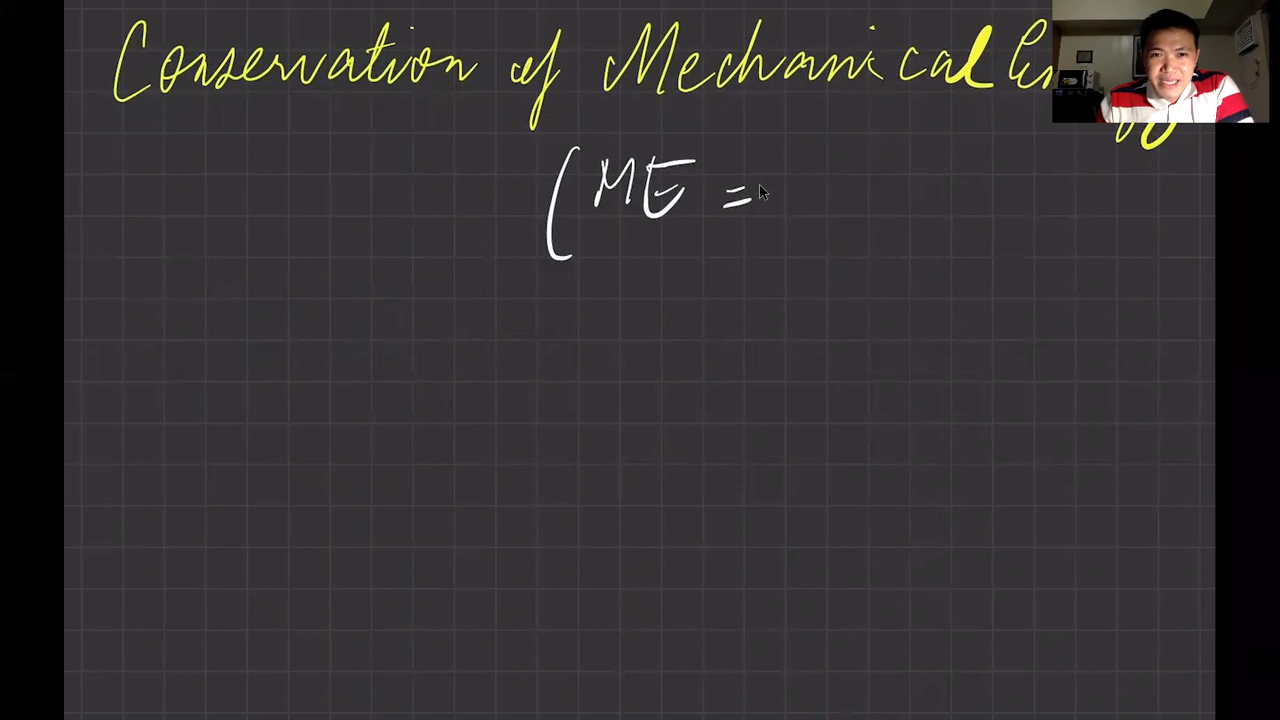 Conservation of Mechanical
(ME =